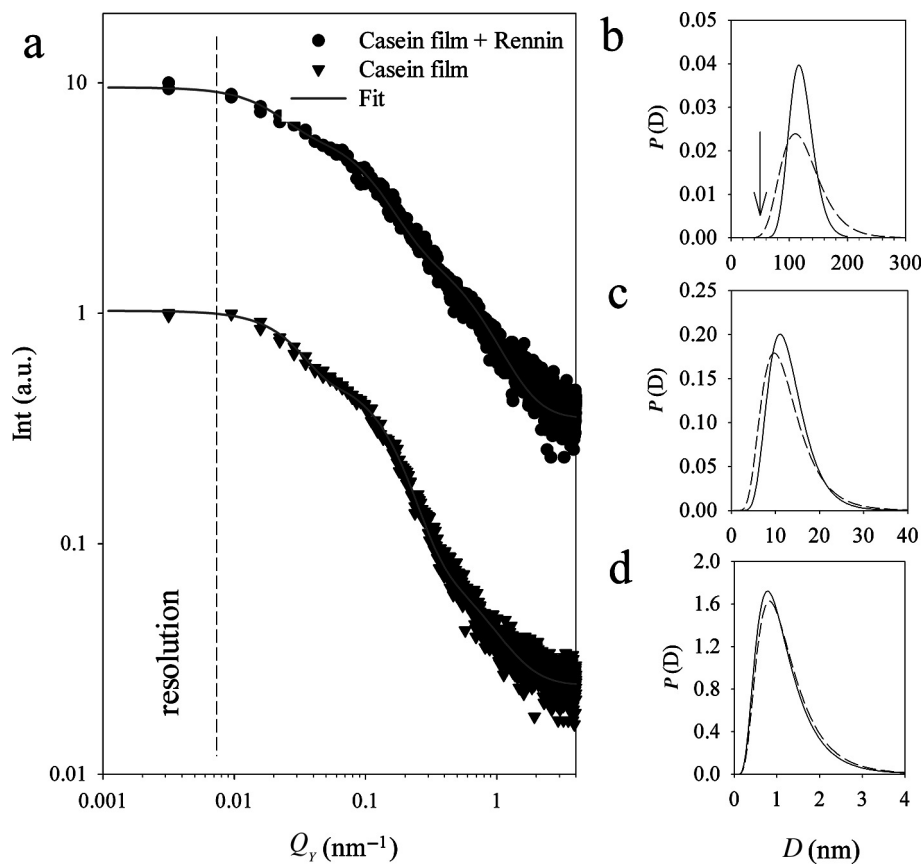 a
Casein film + Rennin
Casein film
Fit
10
1
0.1
0.01
Int (a.u.)
resolution
0.001 0.01 0.1 1
Q_Y (nm⁻¹)
b
0.05
0.04
0.03
0.02
0.01
0.00
P(D)
0 100 200 300
c
0.25
0.20
0.15
0.10
0.05
0.00
P(D)
0 10 20 30 40
d
2.0
1.6
1.2
0.8
0.4
0.0
P(D)
0 1 2 3 4
D (nm)